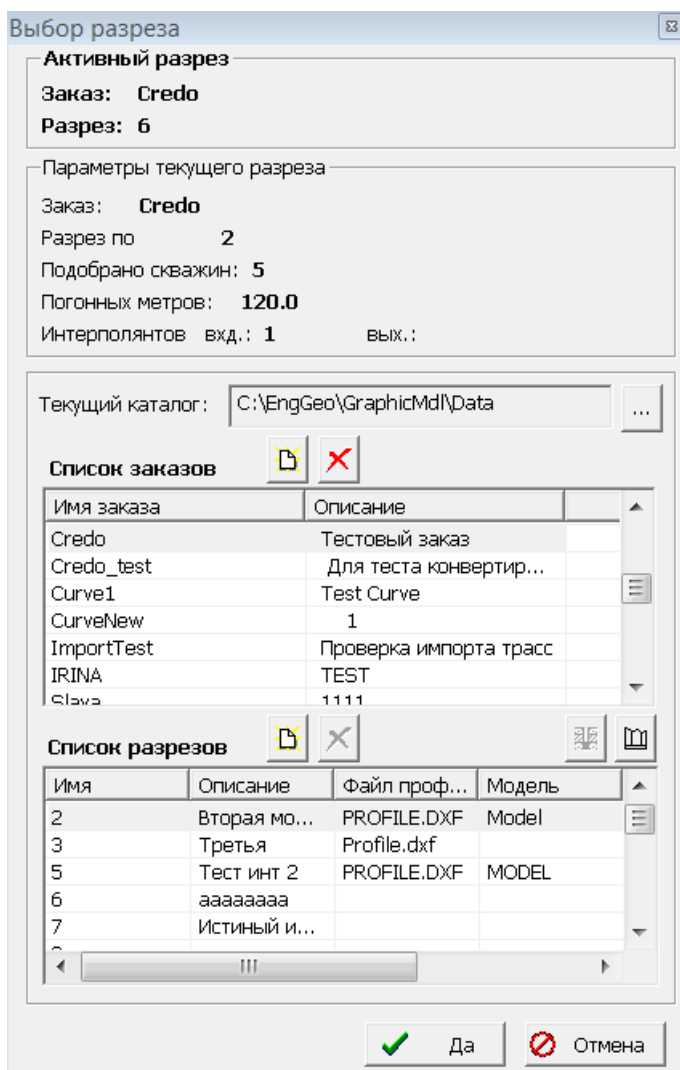 Выбор разреза
Активный разрез
Заказ: Credo
Разрез: 6
Параметры текущего разреза
Заказ: Credo
Разрез по 2
Подобрано скважин: 5
Погонных метров: 120.0
Интерполянтов вхд.: 1 вых.:
Текущий каталог: C:\EngGeo\GraphicMdl\Data ...
Список заказов
Имя заказа Описание
Credo Тестовый заказ
Credo_test Для теста конвертир...
Curve1 Test Curve
CurveNew 1
ImportTest Проверка импорта трасс
IRINA TEST
Slava 1111
Список разрезов
Имя Описание Файл проф... Модель
2 Вторая мо... PROFILE.DXF Model
3 Третья Profile.dxf
5 Тест инт 2 PROFILE.DXF MODEL
6 аааааааа
7 Истиный и...
Да Отмена